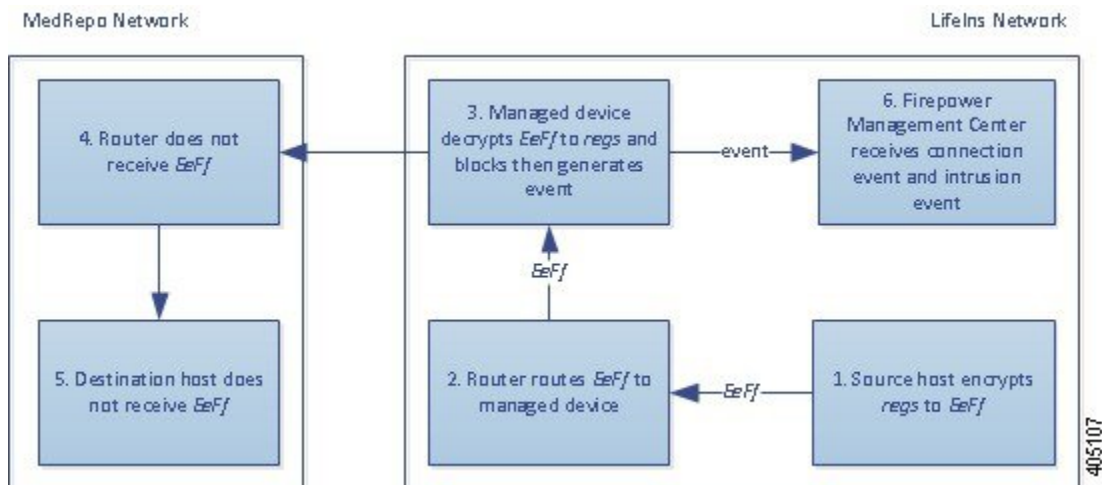 MedRepo Network
LifeIns Network
4. Router does not
receive EeFf
3. Managed device
decrypts EeFf to regs and
blocks then generates
event
event
6. Firepower
Management Center
receives connection
event and intrusion
event
EeFf
5. Destination host does
not receive EeFf
2. Router routes EeFf to
managed device
EeFf
1. Source host encrypts
regs to EeFf
405107